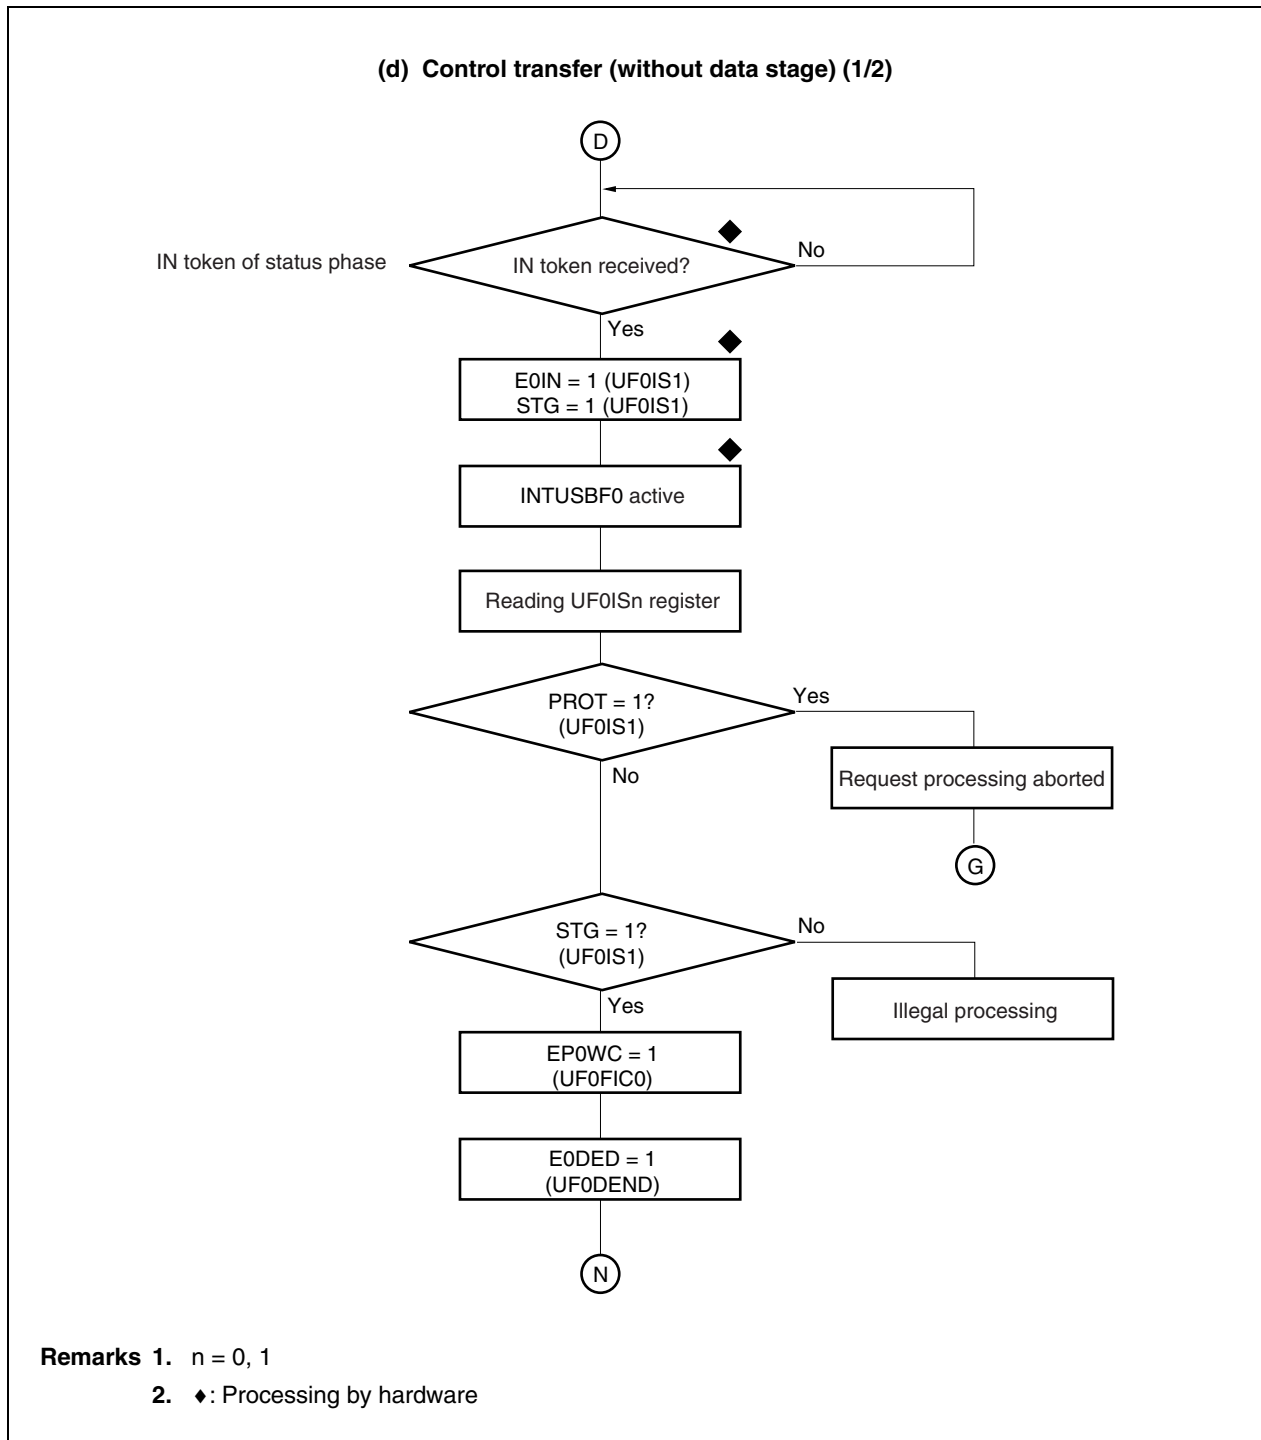 (d) Control transfer (without data stage) (1/2)
D
IN token of status phase
IN token received?
No
Yes
E0IN = 1 (UF0IS1)
STG = 1 (UF0IS1)
INTUSBF0 active
Reading UF0ISn register
PROT = 1?
(UF0IS1)
Yes
No
Request processing aborted
G
STG = 1?
(UF0IS1)
No
Yes
Illegal processing
EP0WC = 1
(UF0FIC0)
E0DED = 1
(UF0DEND)
N
Remarks 1. n = 0, 1
2. ♦: Processing by hardware